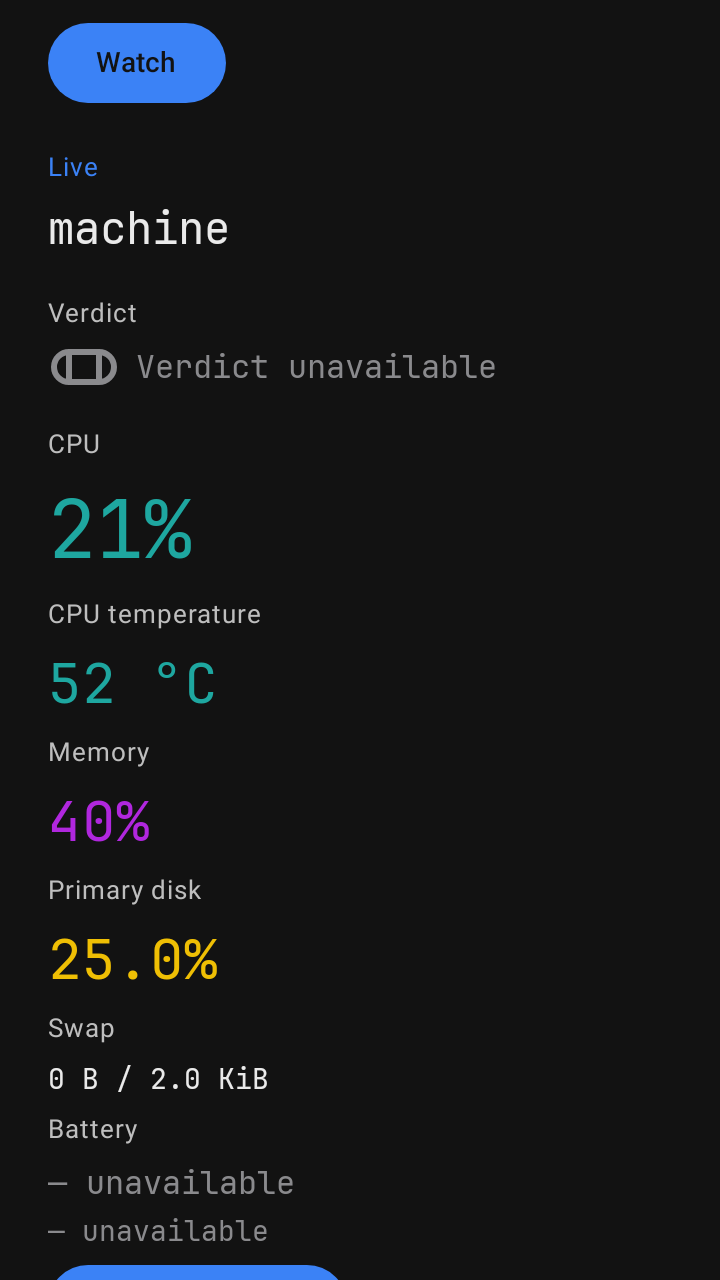 Watch
Live
machine
Verdict
Verdict unavailable
CPU
21%
CPU temperature
52 °C
Memory
40%
Primary disk
25.0%
Swap
0 B / 2.0 KiB
Battery
— unavailable
— unavailable